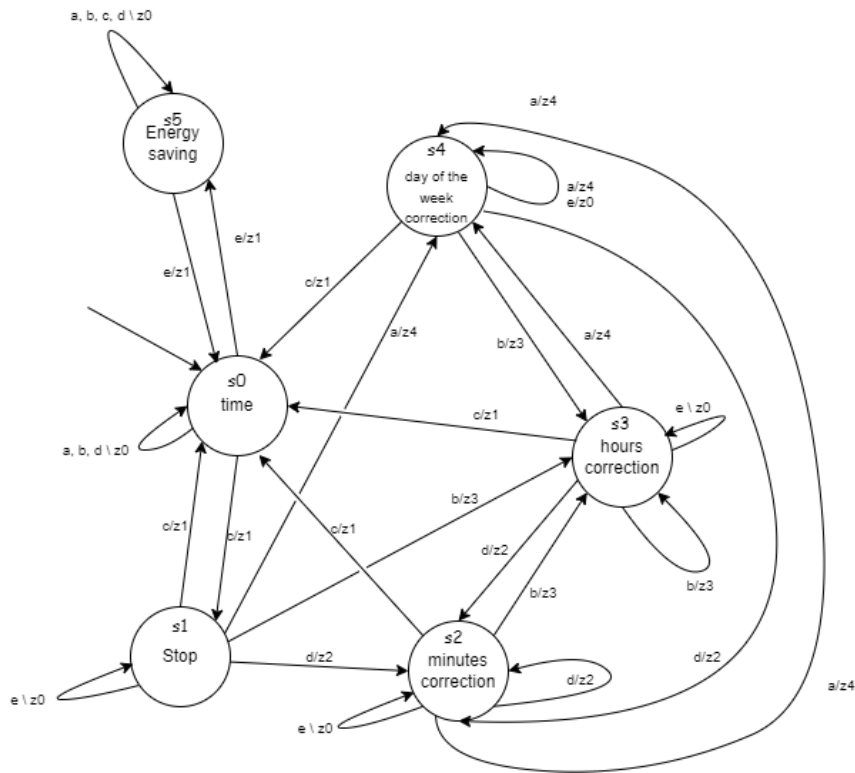 a, b, c, d \ z0
s5
Energy
saving
a/z4
s4
day of the
week
correction
a/z4
e/z0
e/z1
e/z1
c/z1
a/z4
b/z3
a/z4
s0
time
c/z1
e \ z0
s3
hours
correction
a, b, d \ z0
b/z3
c/z1
c/z1
c/z1
d/z2
b/z3
b/z3
s1
Stop
s2
minutes
correction
d/z2
d/z2
d/z2
a/z4
e \ z0
e \ z0